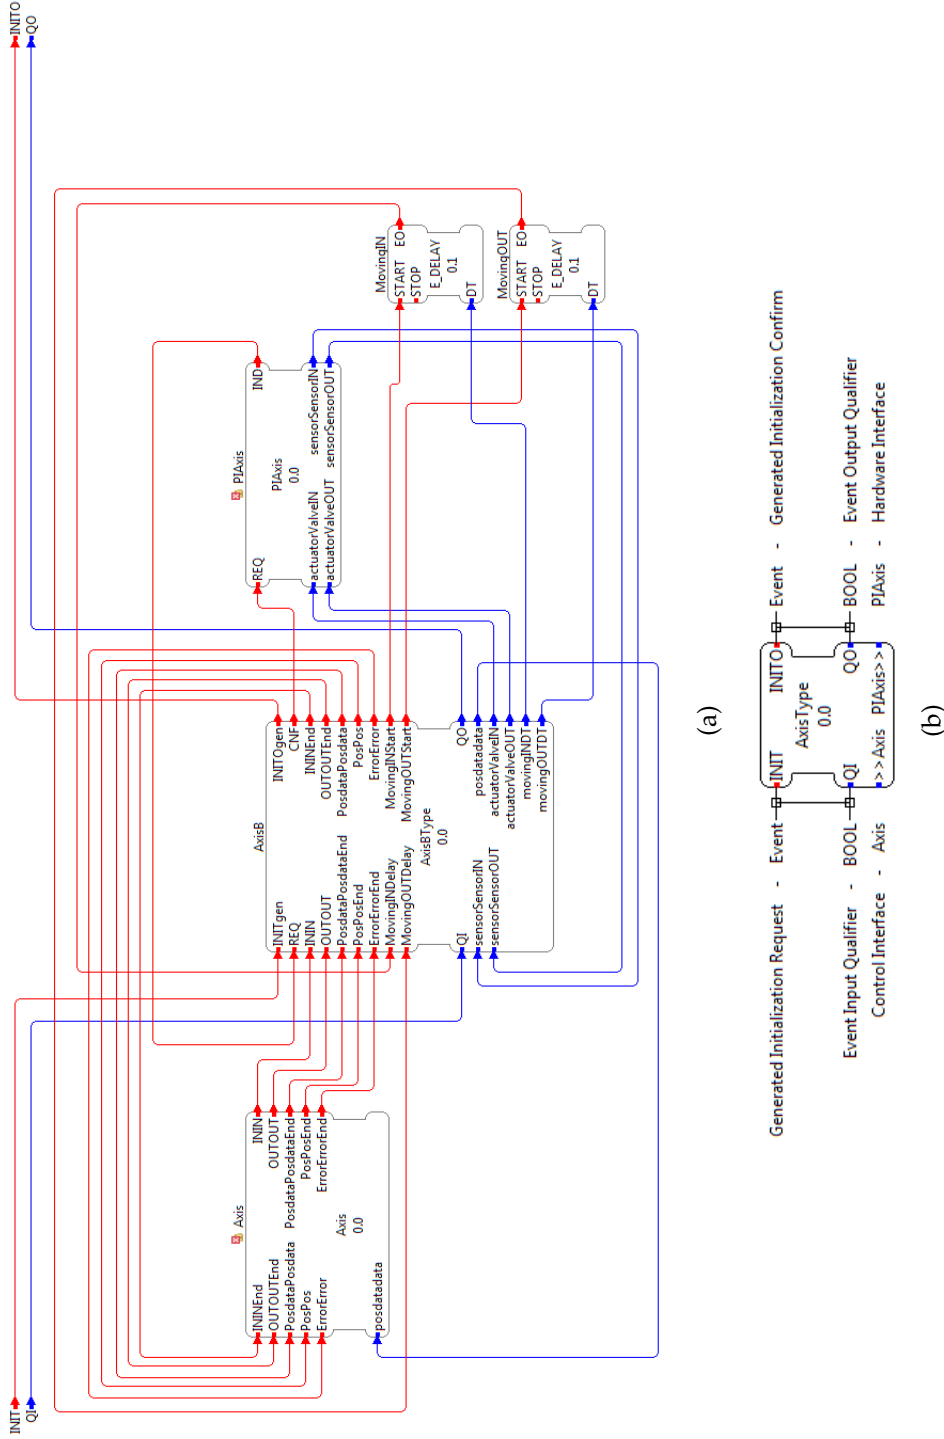 INIT
QI
INITO
QO
Axis
ININEnd
OUTOUTEnd
PosdataPosdata
PosPos
ErrorError
ININ
OUTOUT
PosdataPosdataEnd
PosPosEnd
ErrorErrorEnd
Axis
0.0
posdatadata
AxisB
INITgen
REQ
ININ
OUTOUT
PosdataPosdataEnd
PosPosEnd
ErrorErrorEnd
MovingINDelay
MovingOUTDelay
INITOgen
CNF
ININEnd
OUTOUTEnd
PosdataPosdata
PosPos
ErrorError
MovingINStart
MovingOUTStart
AxisBType
0.0
QI
sensorSensorIN
sensorSensorOUT
QO
posdatadata
actuatorValveIN
actuatorValveOUT
movingINDT
movingOUTDT
PIAxis
REQ
IND
PIAxis
0.0
actuatorValveIN
actuatorValveOUT
sensorSensorIN
sensorSensorOUT
MovingIN
START EO
STOP
E_DELAY
0.1
DT
MovingOUT
START EO
STOP
E_DELAY
0.1
DT
(a)
Generated Initialization Request - Event
INIT INITO
Event - Generated Initialization Confirm
AxisType
0.0
Event Input Qualifier - BOOL
QI QO
BOOL - Event Output Qualifier
Control Interface - Axis
>>Axis PIAxis>>
PIAxis - Hardware Interface
(b)